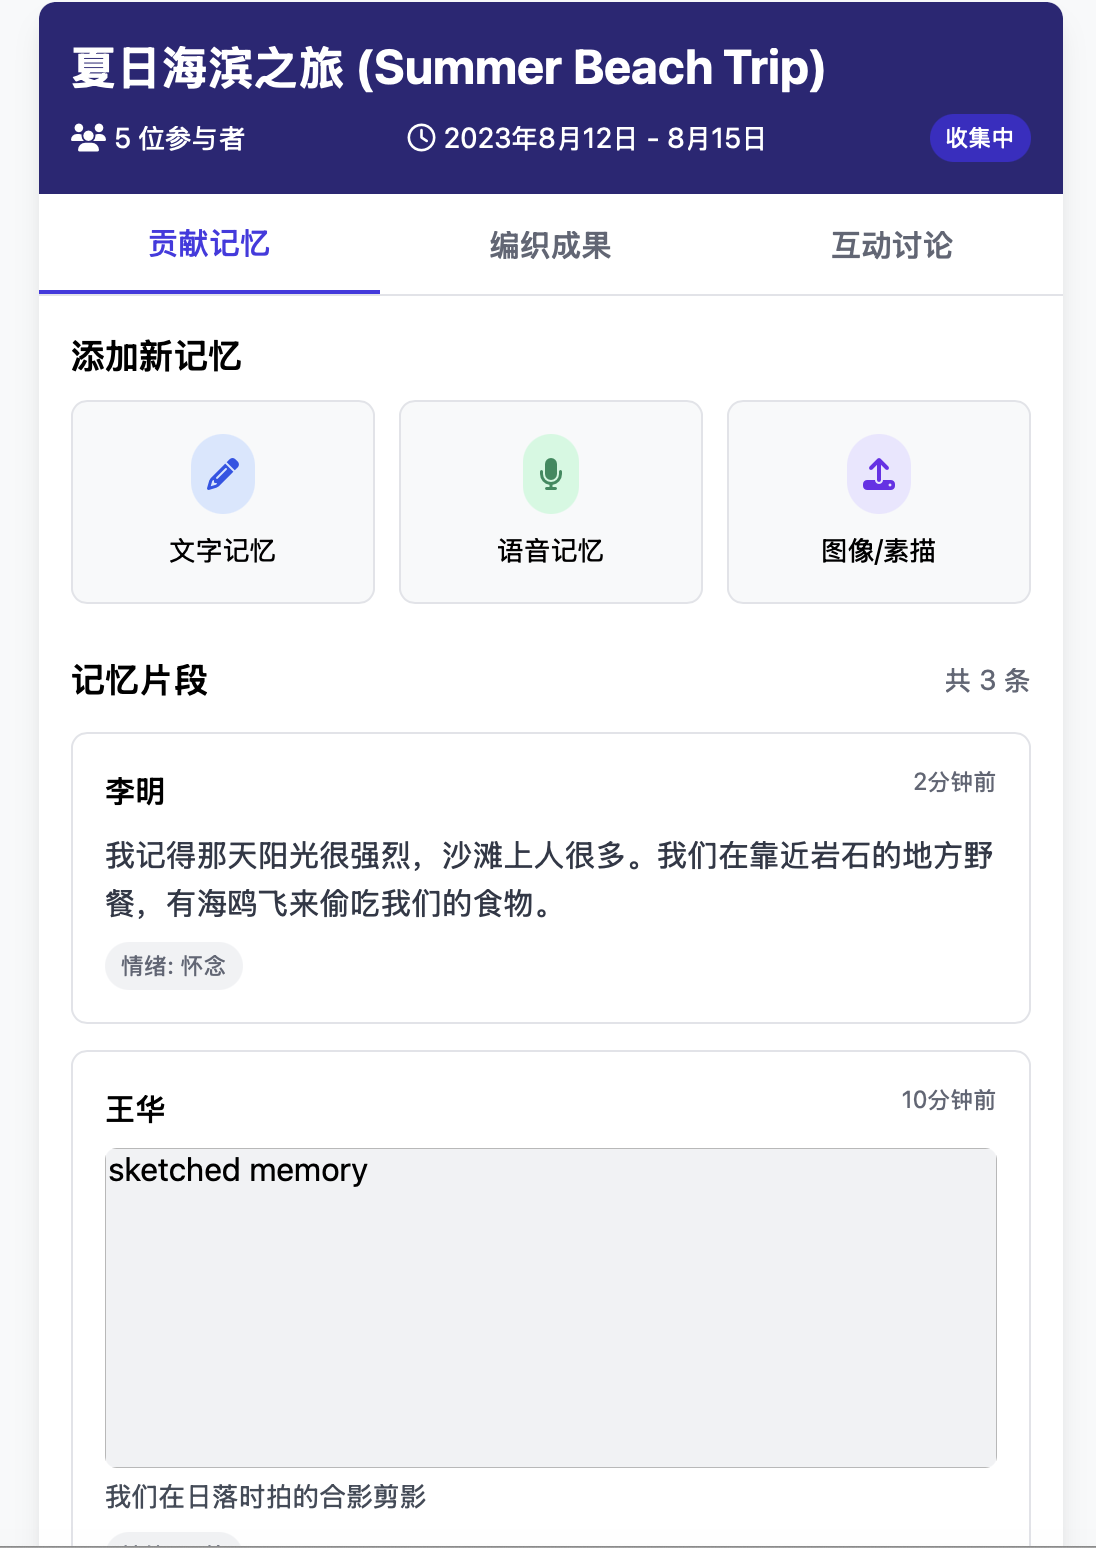 夏日海滨之旅 (Summer Beach Trip)
5 位参与者
2023年8月12日 - 8月15日
收集中
贡献记忆
编织成果
互动讨论
添加新记忆
文字记忆
语音记忆
图像/素描
记忆片段
共 3 条
李明
2分钟前
我记得那天阳光很强烈，沙滩上人很多。我们在靠近岩石的地方野
餐，有海鸥飞来偷吃我们的食物。
情绪: 怀念
王华
10分钟前
sketched memory
我们在日落时拍的合影剪影